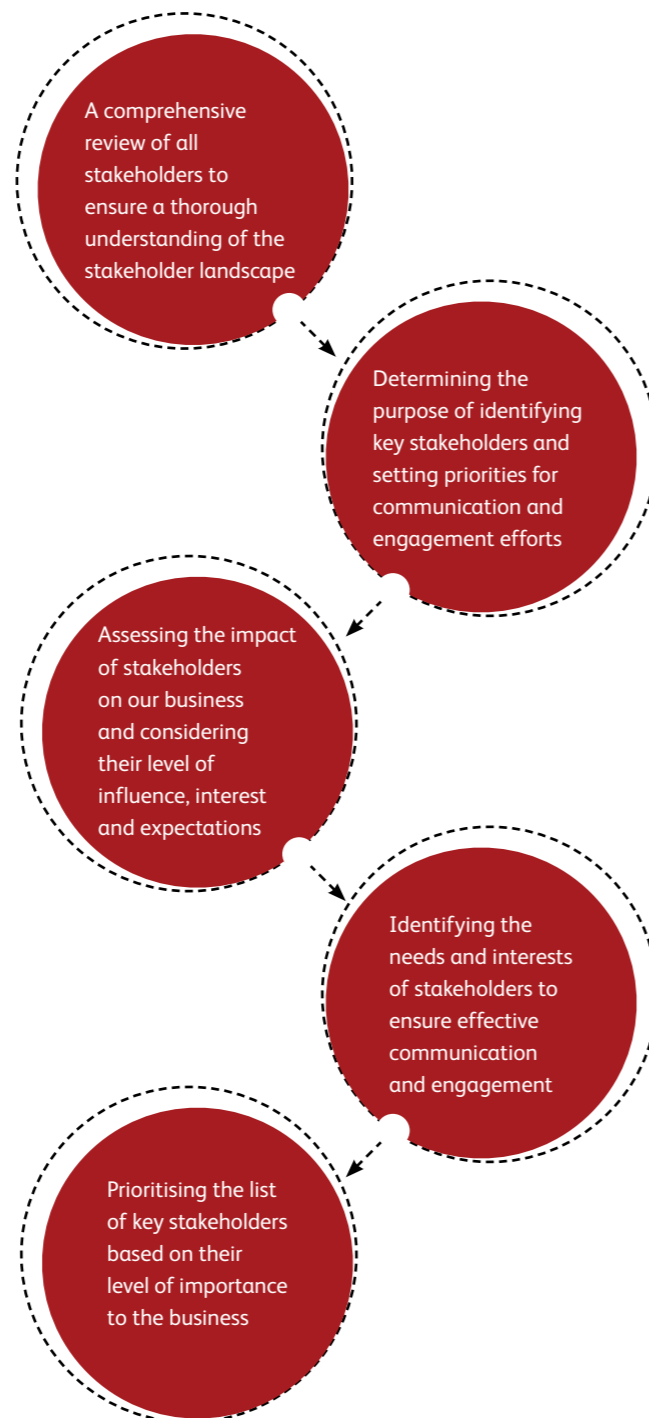 A comprehensive
review of all
stakeholders to
ensure a thorough
understanding of the
stakeholder landscape
Determining the
purpose of identifying
key stakeholders and
setting priorities for
communication and
engagement efforts
Assessing the impact
of stakeholders
on our business
and considering
their level of
influence, interest
and expectations
Identifying the
needs and interests
of stakeholders to
ensure effective
communication
and engagement
Prioritising the list
of key stakeholders
based on their
level of importance
to the business